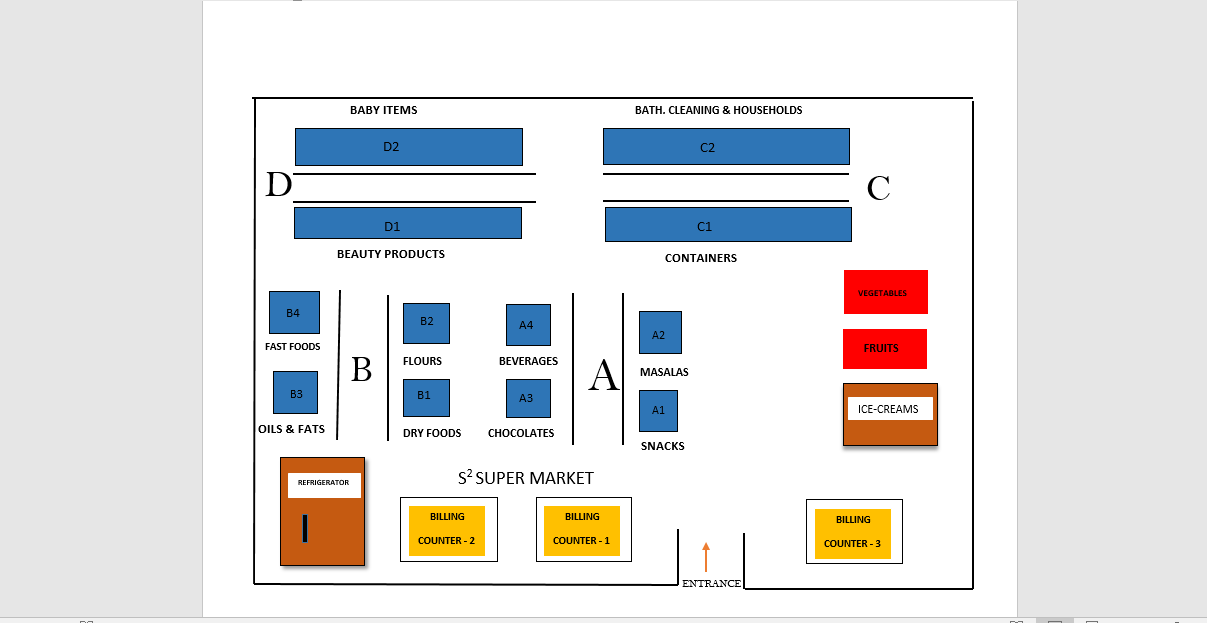 BABY ITEMS
BATH. CLEANING & HOUSEHOLDS
D2
C2
D
C
D1
C1
BEAUTY PRODUCTS
CONTAINERS
VEGETABLES
B4
B2
A4
A2
FRUITS
FAST FOODS
FLOURS
BEVERAGES
B
A
MASALAS
B3
B1
A3
A1
ICE-CREAMS
OILS & FATS
DRY FOODS
CHOCOLATES
SNACKS
REFRIGERATOR
S² SUPER MARKET
BILLING
COUNTER - 2
BILLING
COUNTER - 1
BILLING
COUNTER - 3
ENTRANCE